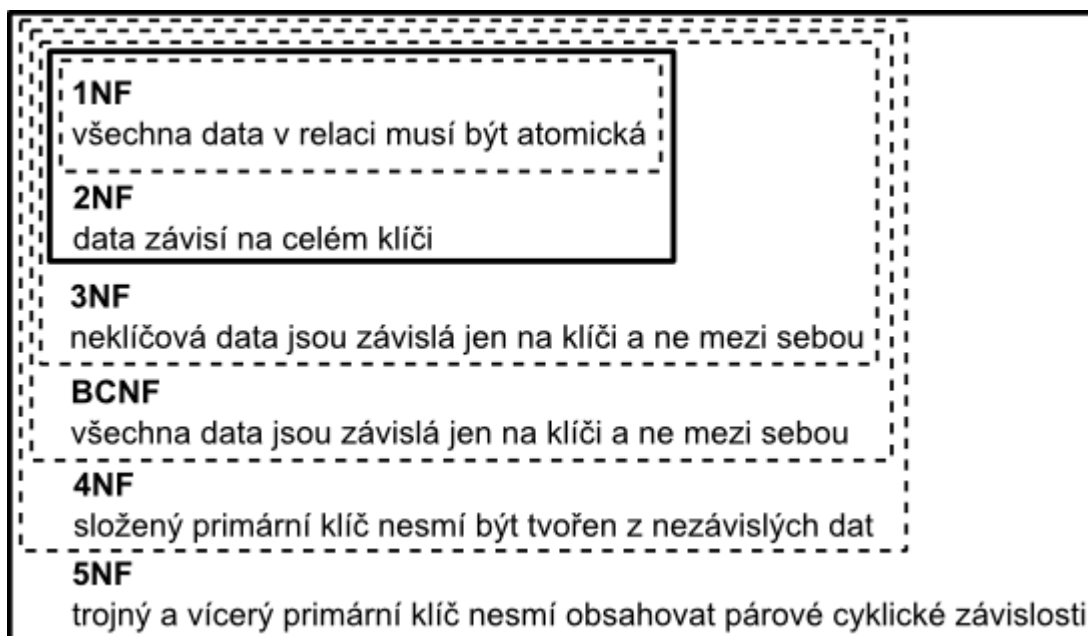 1NF
všechna data v relaci musí být atomická
2NF
data závisí na celém klíči
3NF
neklíčová data jsou závislá jen na klíči a ne mezi sebou
BCNF
všechna data jsou závislá jen na klíči a ne mezi sebou
4NF
složený primární klíč nesmí být tvořen z nezávislých dat
5NF
trojný a vícerý primární klíč nesmí obsahovat párové cyklické závislosti